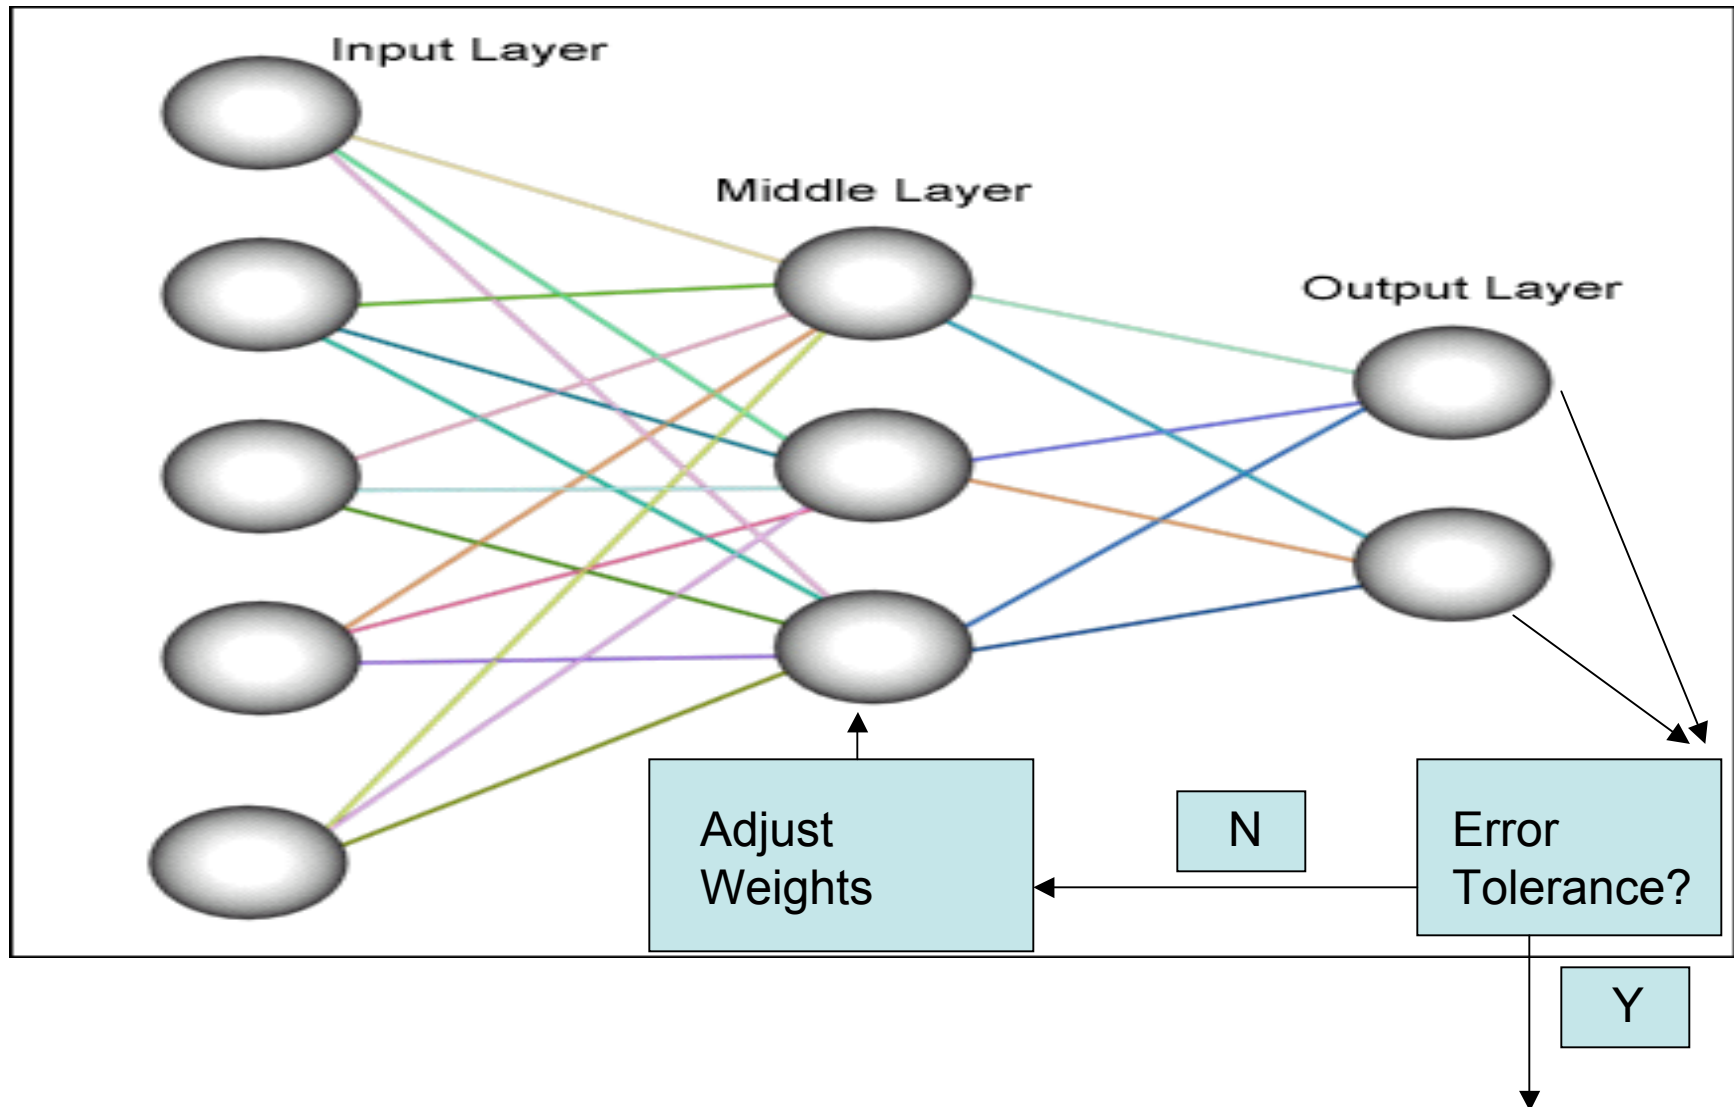 Input Layer
Middle Layer
Output Layer
Adjust
Weights
N
Error
Tolerance?
Y